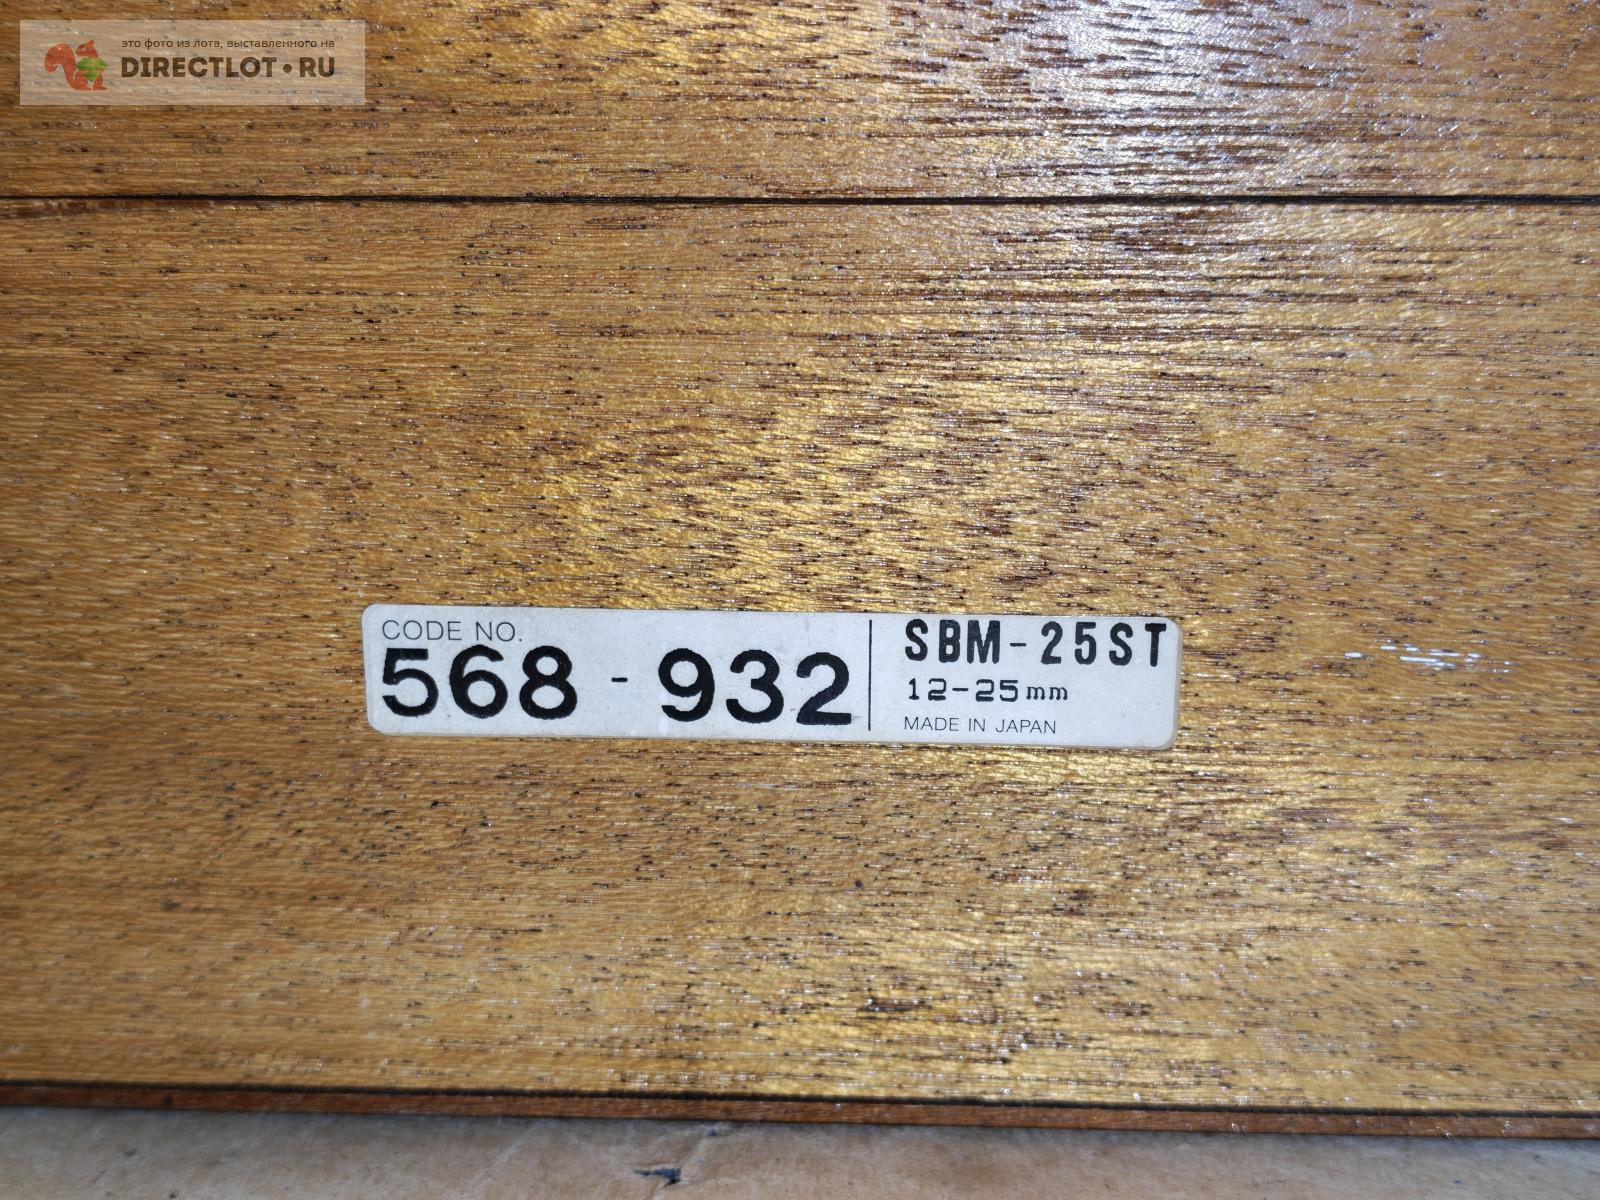 это фото из лота, выставленного на
DIRECTLOT•RU
CODE NO.
568 - 932
SBM-25ST
12-25mm
MADE IN JAPAN